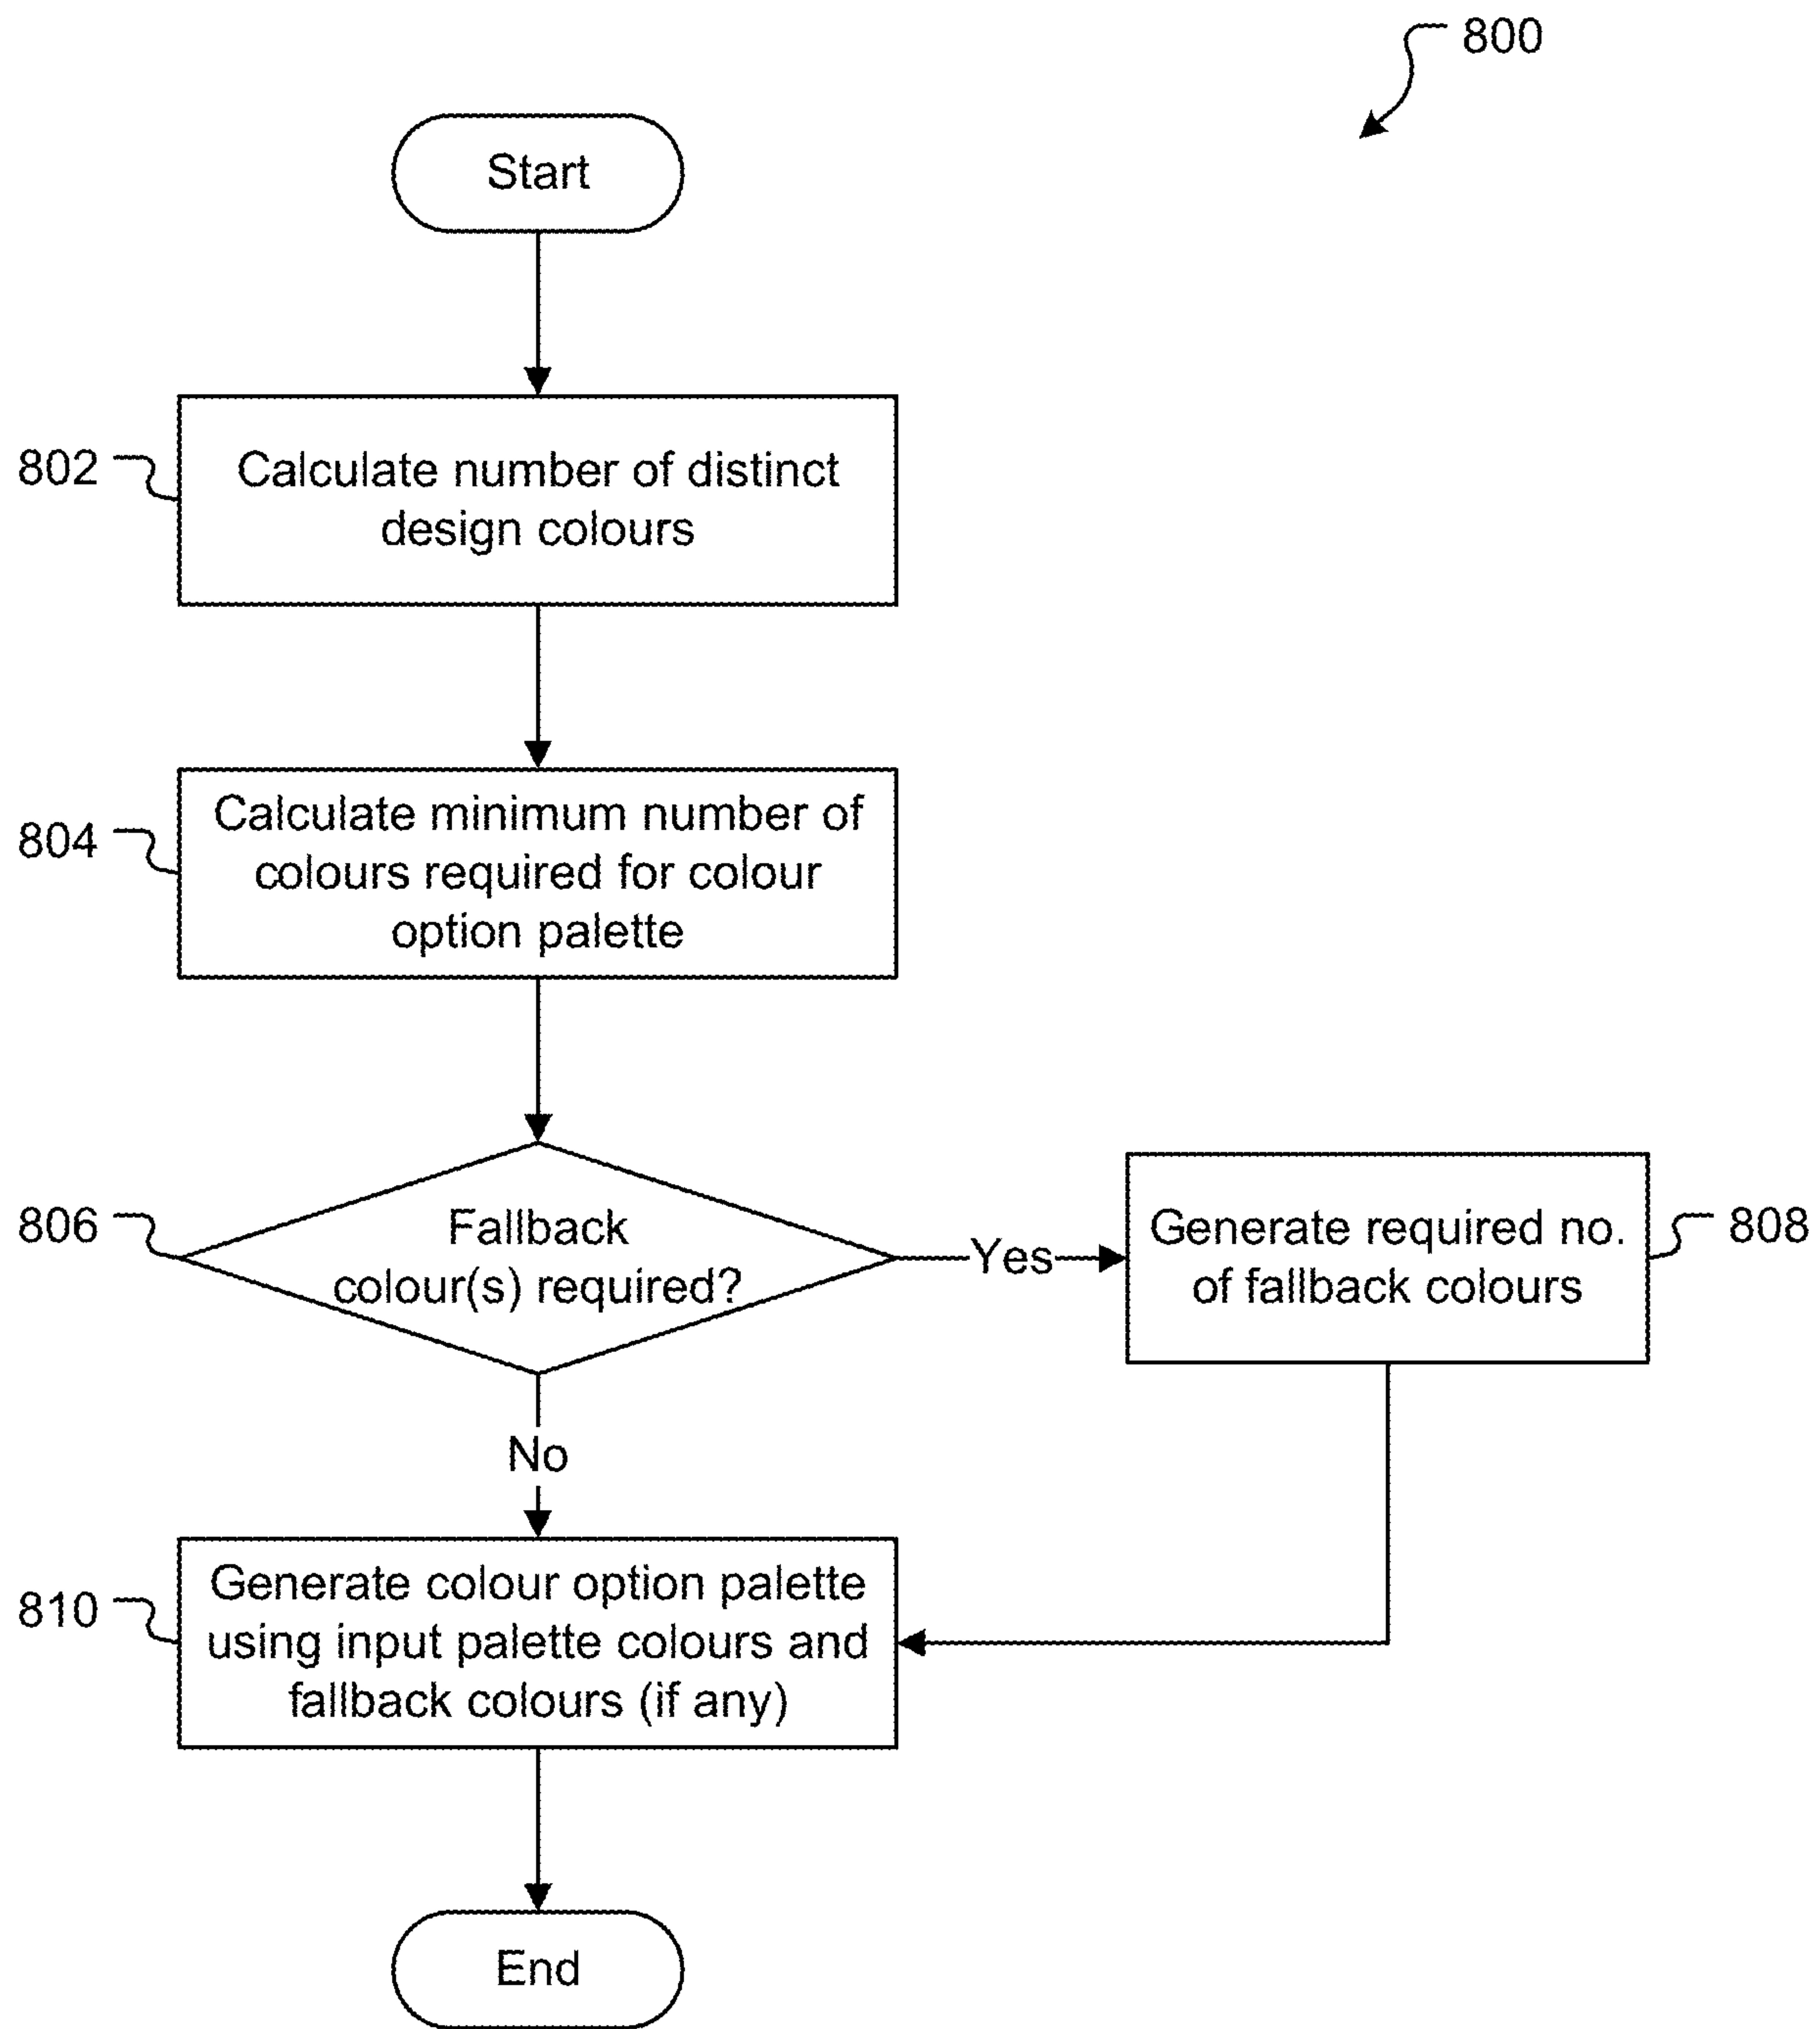 800
Start
802
Calculate number of distinct
design colours
804
Calculate minimum number of
colours required for colour
option palette
806
Fallback
colour(s) required?
Yes
Generate required no.
of fallback colours
808
No
810
Generate colour option palette
using input palette colours and
fallback colours (if any)
End